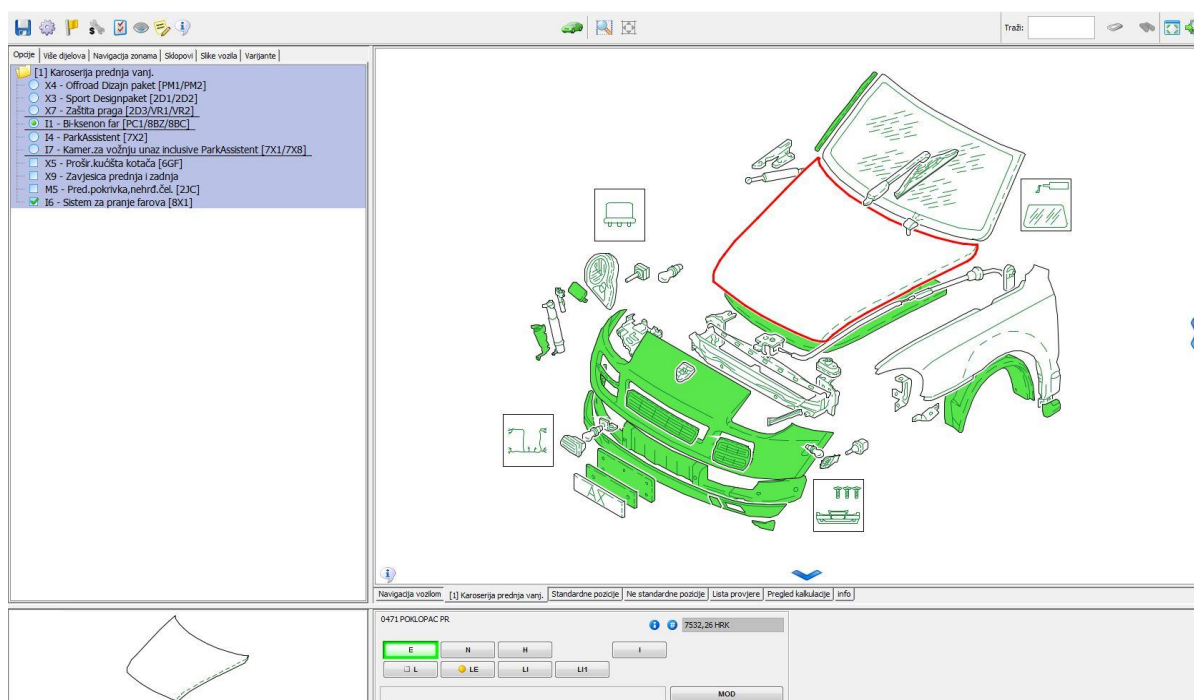 Traži:
Opcije Više dijelova Navigacija zonama Sklopovi Slike vozila Varijante
[1] Karoserija prednja vanj.
X4 - Offroad Dizajn paket [PM1/PM2]
X3 - Sport Designpaket [2D1/2D2]
X7 - Zaštita praga [2D3/VR1/VR2]
I1 - Bi-ksenon far [PC1/8BZ/8BC]
I4 - ParkAssistent [7X2]
I7 - Kamer.za vožnju unaz inclusive ParkAssistent [7X1/7X8]
X5 - Prošir.kućišta kotača [6GF]
X9 - Zavjesica prednja i zadnja
M5 - Pred.pokrivka,nehrđ.čel. [2JC]
I6 - Sistem za pranje farova [8X1]
AX
Navigacija vozilom [1] Karoserija prednja vanj. Standardne pozicije Ne standardne pozicije Lista provjere Pregled kalkulacije info
0471 POKLOPAC PR
7532,26 HRK
E N H I
L LE LI LI1
MOD